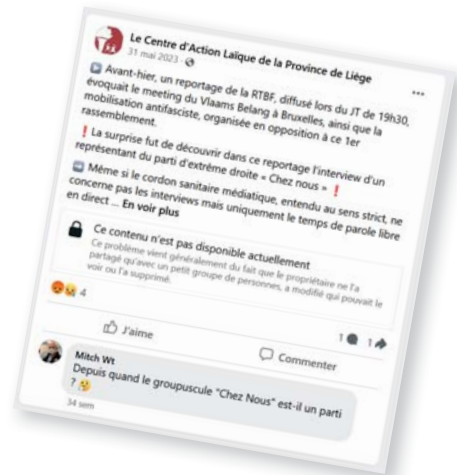 Le Centre d'Action Laïque de la Province de Liège
31 mai 2023
Avant-hier, un reportage de la RTBF, diffusé lors du JT de 19h30,
évoquait le meeting du Vlaams Belang à Bruxelles, ainsi que la
mobilisation antifasciste, organisée en opposition à ce 1er
rassemblement.
❗ La surprise fut de découvrir dans ce reportage l'interview d'un
représentant du parti d'extrême droite « Chez nous » ❗
Même si le cordon sanitaire médiatique, entendu au sens strict, ne
concerne pas les interviews mais uniquement le temps de parole libre
en direct ... En voir plus
Ce contenu n'est pas disponible actuellement
Ce problème vient généralement du fait que le propriétaire ne l'a
partagé qu'avec un petit groupe de personnes, a modifié qui pouvait le
voir ou l'a supprimé.
4
1 1
J'aime
Commenter
Mitch Wt
Depuis quand le groupuscule "Chez Nous" est-il un parti
?
34 sem